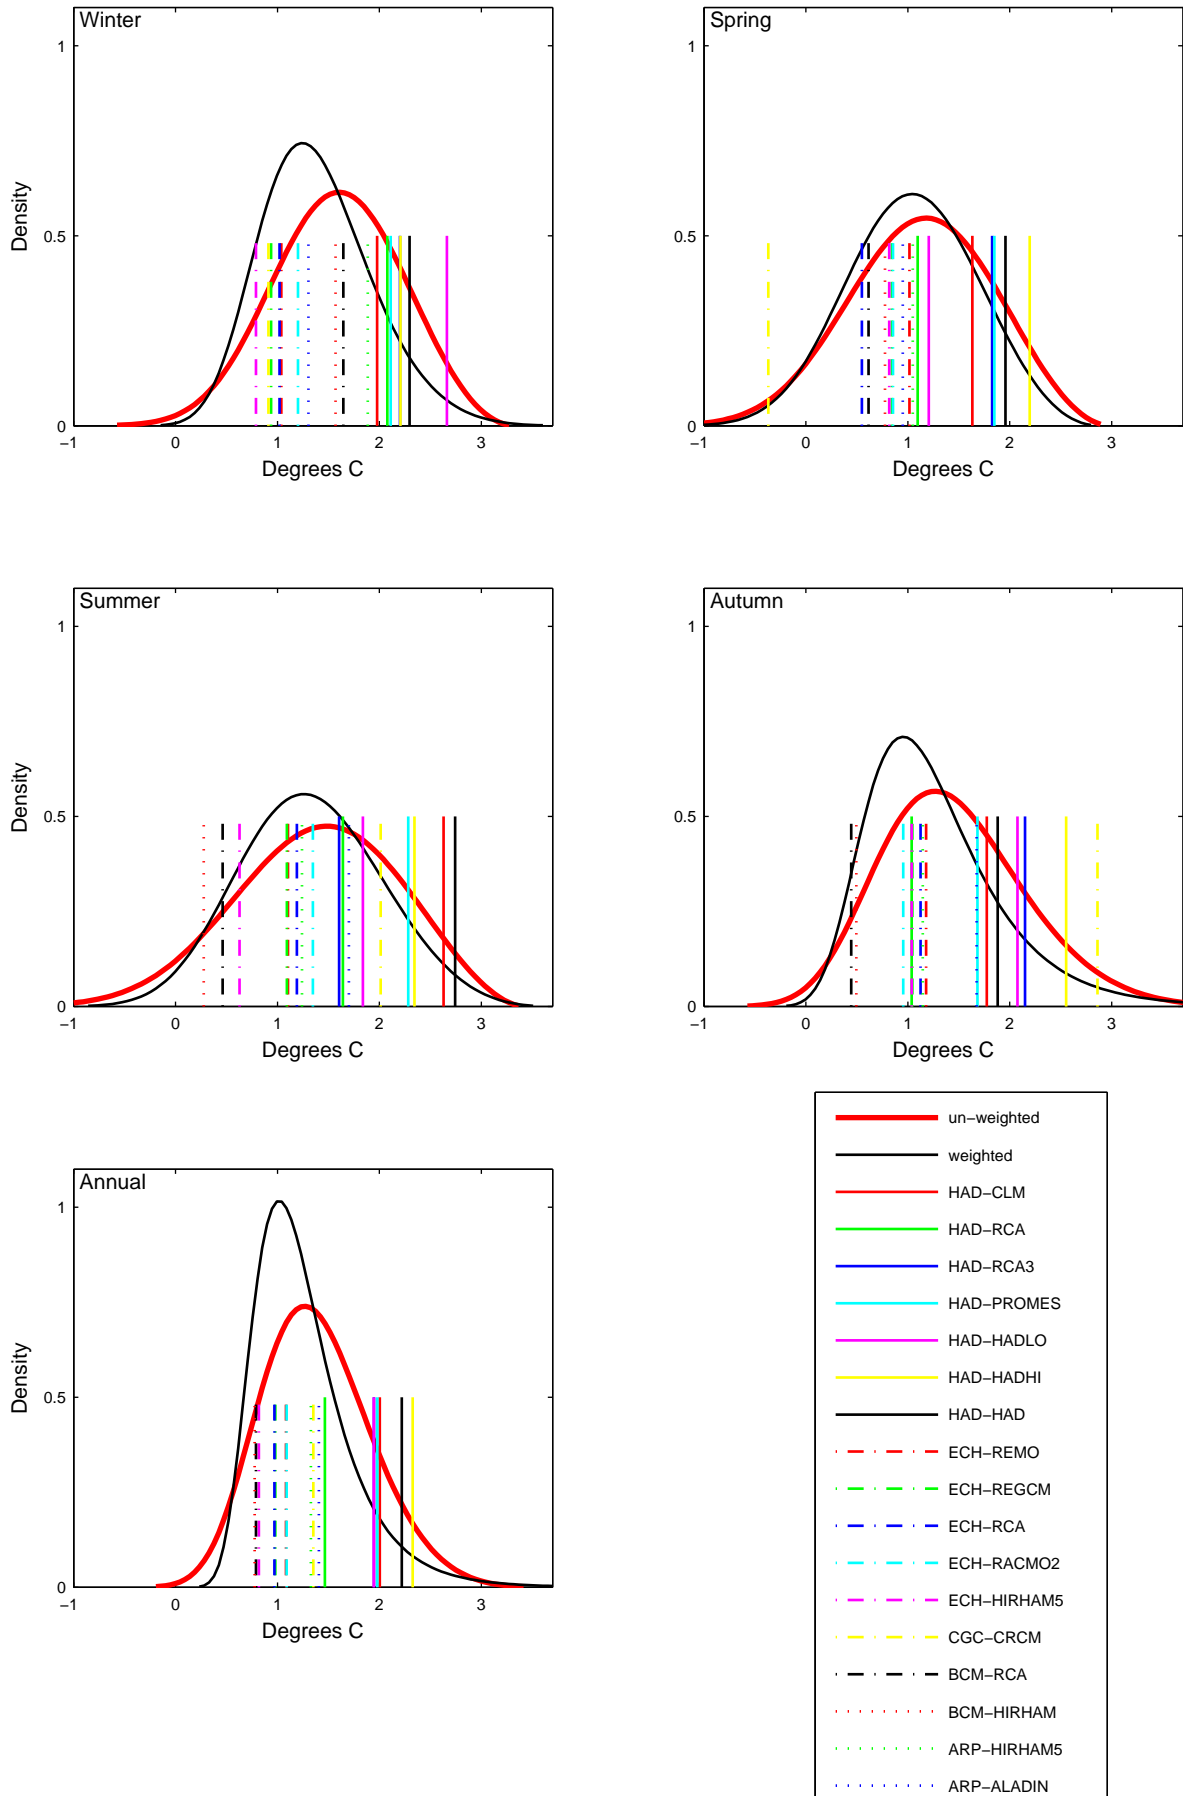 Winter
1
0.5
0
Density
−1 0 1 2 3
Degrees C
Spring
1
0.5
0
−1 0 1 2 3
Degrees C
Summer
1
0.5
0
Density
−1 0 1 2 3
Degrees C
Autumn
1
0.5
0
−1 0 1 2 3
Degrees C
Annual
1
0.5
0
Density
−1 0 1 2 3
Degrees C
un−weighted
weighted
HAD−CLM
HAD−RCA
HAD−RCA3
HAD−PROMES
HAD−HADLO
HAD−HADHI
HAD−HAD
ECH−REMO
ECH−REGCM
ECH−RCA
ECH−RACMO2
ECH−HIRHAM5
CGC−CRCM
BCM−RCA
BCM−HIRHAM
ARP−HIRHAM5
ARP−ALADIN